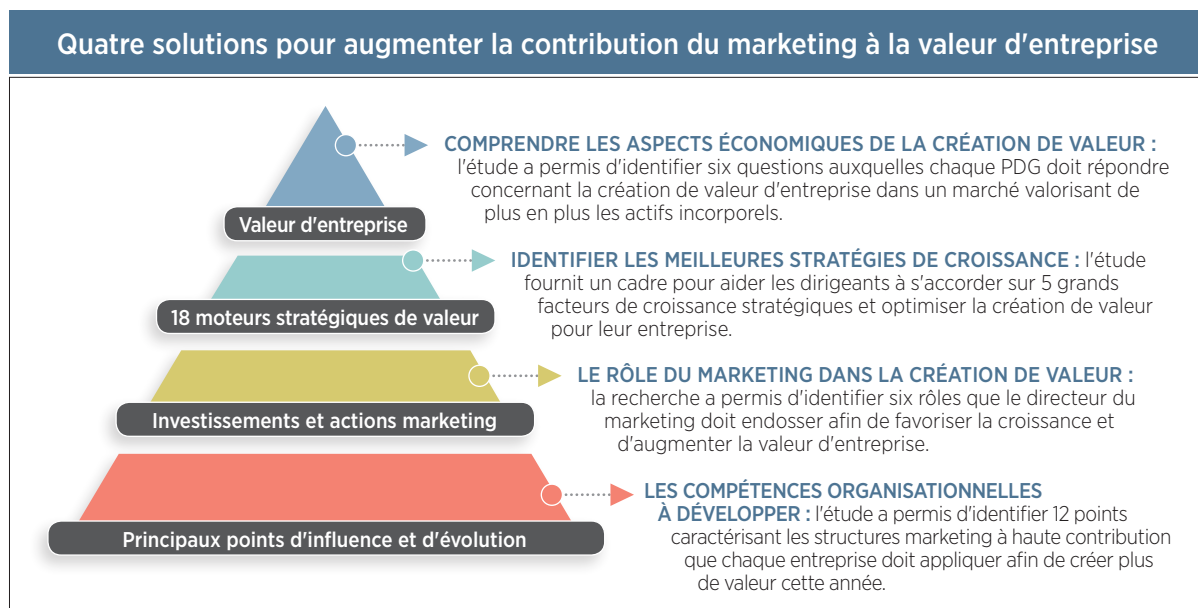 Quatre solutions pour augmenter la contribution du marketing à la valeur d'entreprise
COMPRENDRE LES ASPECTS ÉCONOMIQUES DE LA CRÉATION DE VALEUR :
l'étude a permis d'identifier six questions auxquelles chaque PDG doit répondre
concernant la création de valeur d'entreprise dans un marché valorisant de
plus en plus les actifs incorporels.
Valeur d'entreprise
IDENTIFIER LES MEILLEURES STRATÉGIES DE CROISSANCE : l'étude
fournit un cadre pour aider les dirigeants à s'accorder sur 5 grands
facteurs de croissance stratégiques et optimiser la création de valeur
pour leur entreprise.
18 moteurs stratégiques de valeur
LE RÔLE DU MARKETING DANS LA CRÉATION DE VALEUR :
la recherche a permis d'identifier six rôles que le directeur du
marketing doit endosser afin de favoriser la croissance et
d'augmenter la valeur d'entreprise.
Investissements et actions marketing
LES COMPÉTENCES ORGANISATIONNELLES
À DÉVELOPPER : l'étude a permis d'identifier 12 points
caractérisant les structures marketing à haute contribution
que chaque entreprise doit appliquer afin de créer plus
de valeur cette année.
Principaux points d'influence et d'évolution